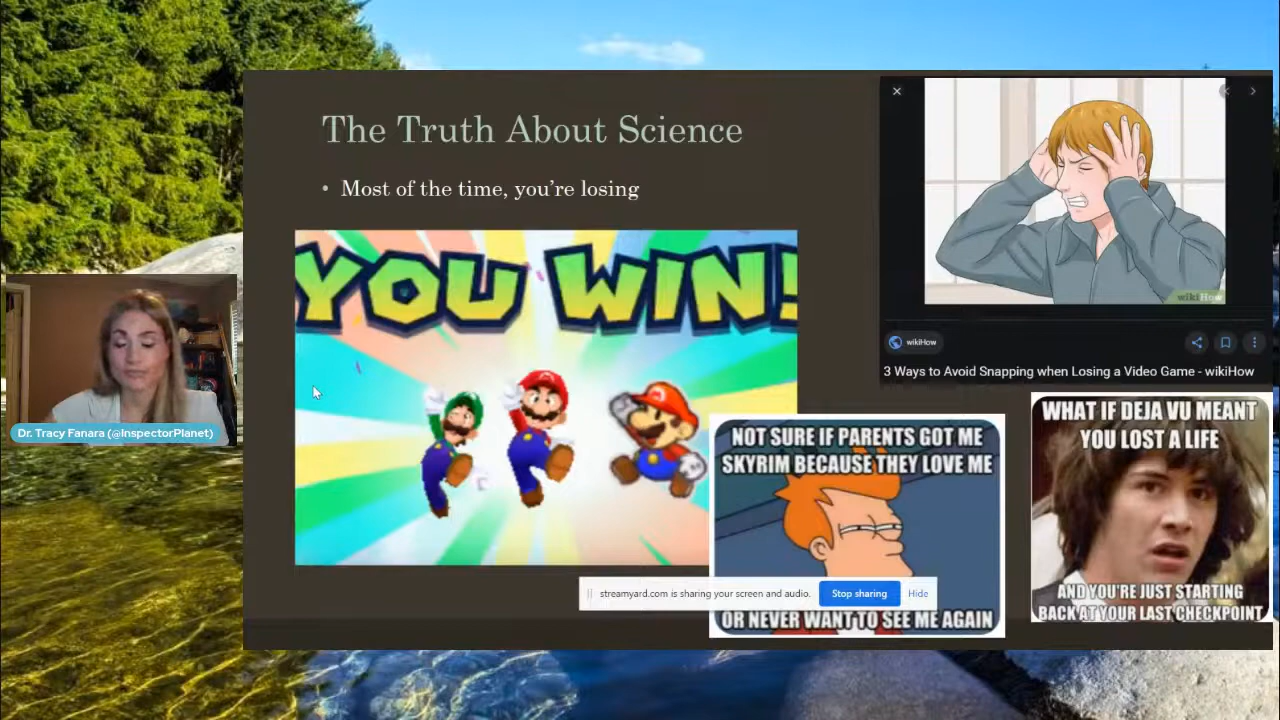 The Truth About Science
• Most of the time, you're losing
YOU WIN!
wikiHow
wikiHow
3 Ways to Avoid Snapping when Losing a Video Game - wikiHow
Dr. Tracy Fanara (@InspectorPlanet)
NOT SURE IF PARENTS GOT ME
SKYRIM BECAUSE THEY LOVE ME
OR NEVER WANT TO SEE ME AGAIN
WHAT IF DEJA VU MEANT
YOU LOST A LIFE
AND YOU'RE JUST STARTING
BACK AT YOUR LAST CHECKPOINT
streamyard.com is sharing your screen and audio.
Stop sharing
Hide